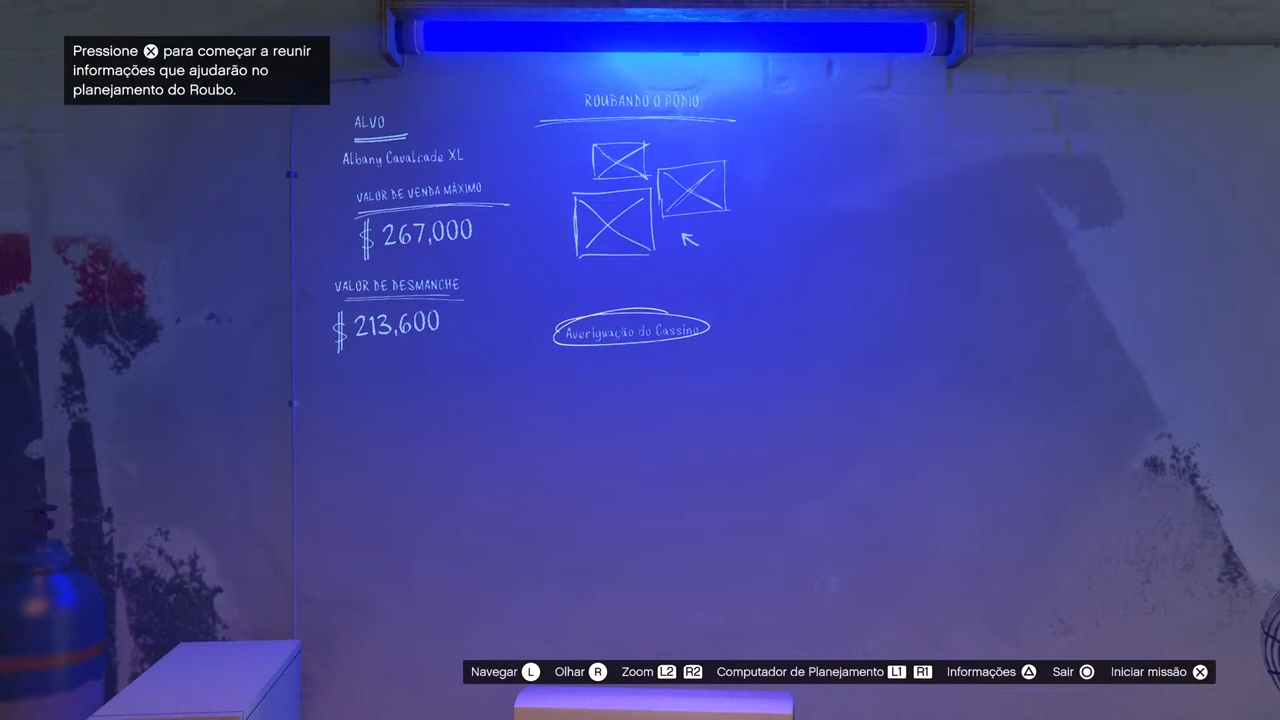 Pressione X para começar a reunir
informações que ajudarão no
planejamento do Roubo.
ALVO
Albany Cavalcade XL
VALOR DE VENDA MÁXIMO
$ 267,000
VALOR DE DESMANCHE
$ 213,600
ROUBANDO O PÓDIO
Averiguação do Cassino
Navegar L Olhar R Zoom L2 R2 Computador de Planejamento L1 R1 Informações Sair Iniciar missão X